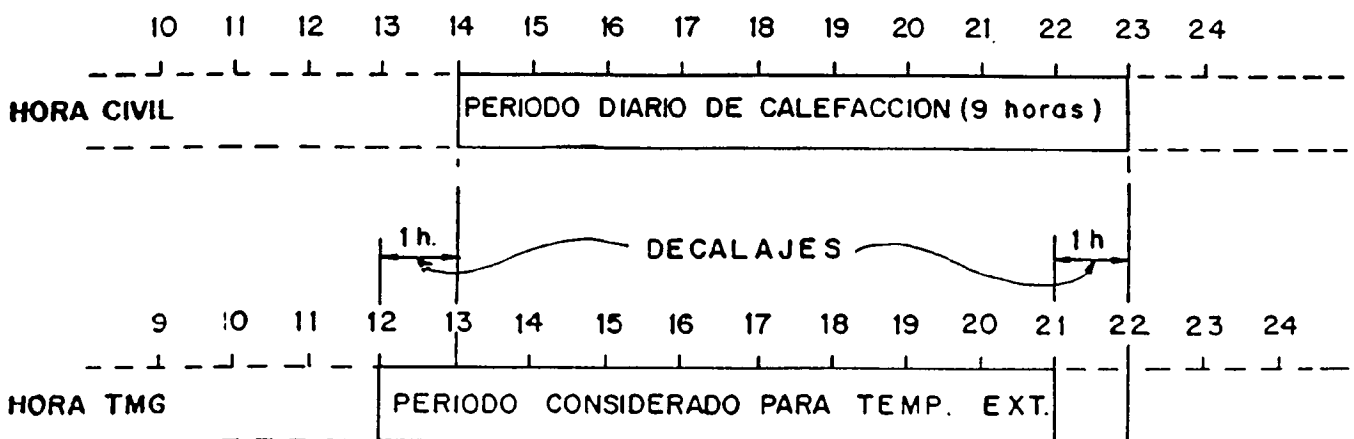 10 11 12 13 14 15 16 17 18 19 20 21 22 23 24
HORA CIVIL
PERIODO DIARIO DE CALEFACCION (9 horas)
1 h.
DECALAJES
1 h
9 10 11 12 13 14 15 16 17 18 19 20 21 22 23 24
HORA TMG
PERIODO CONSIDERADO PARA TEMP. EXT.